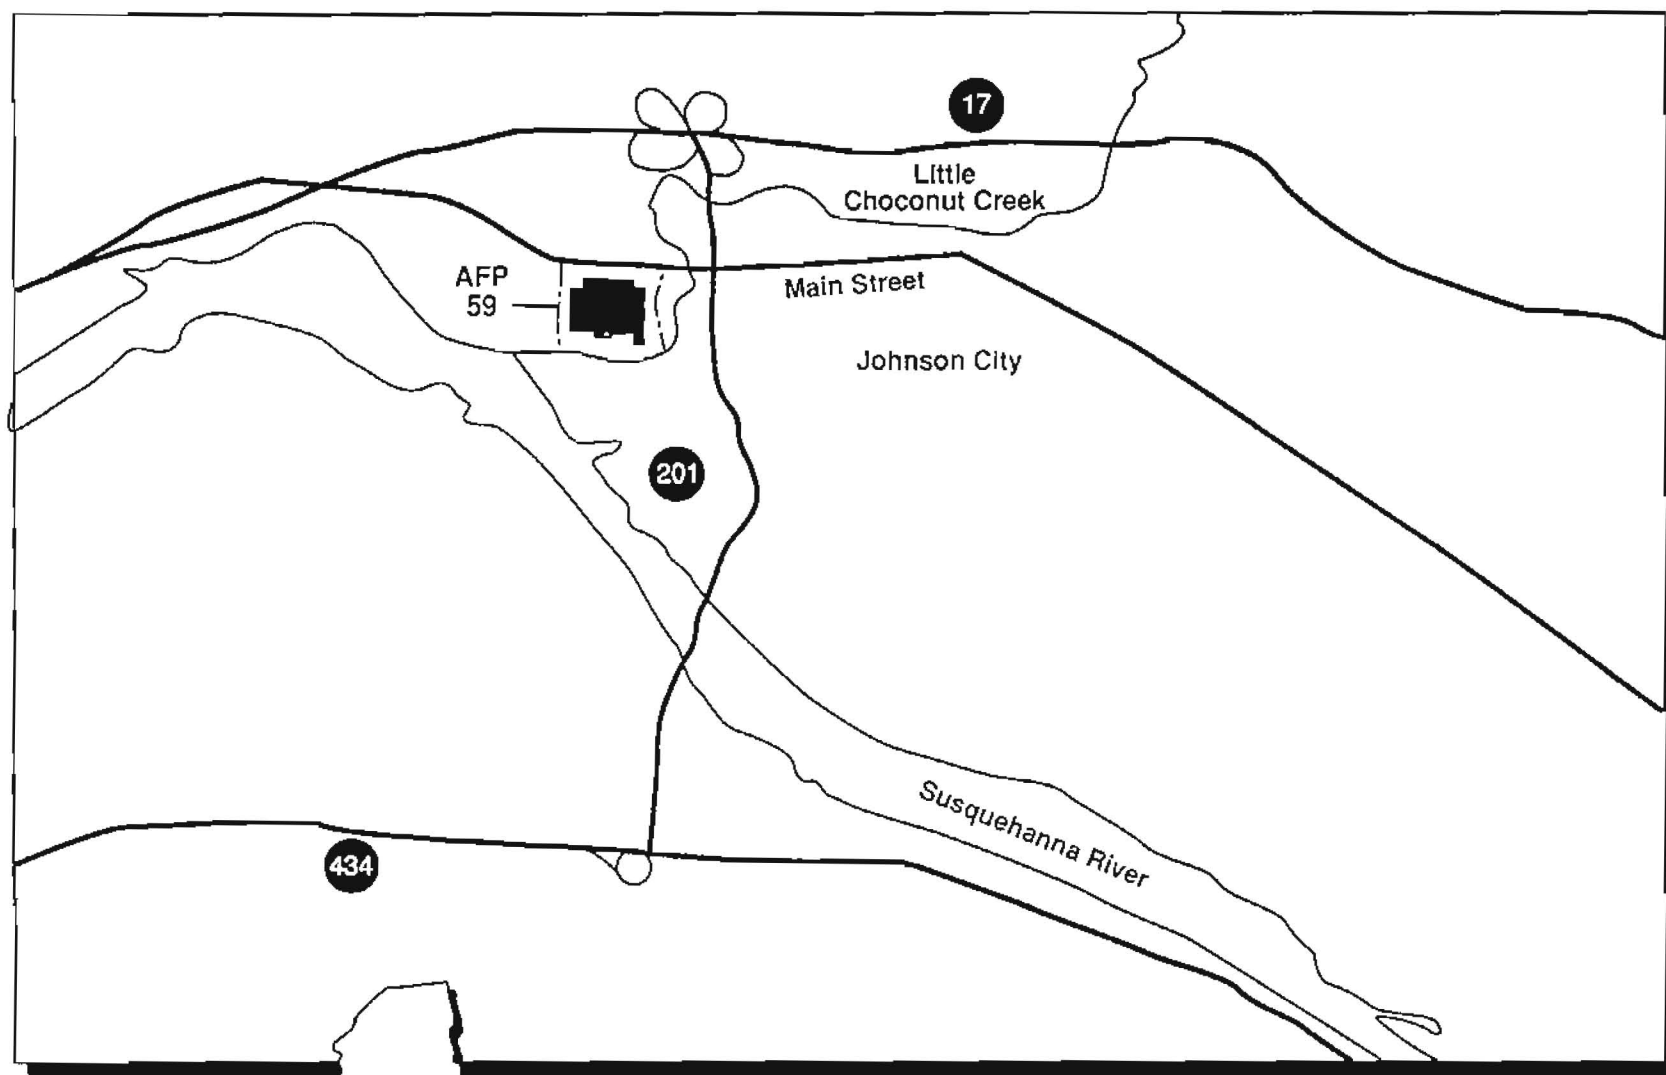 17
Little
Choconut Creek
AFP
59
Main Street
Johnson City
201
Susquehanna River
434